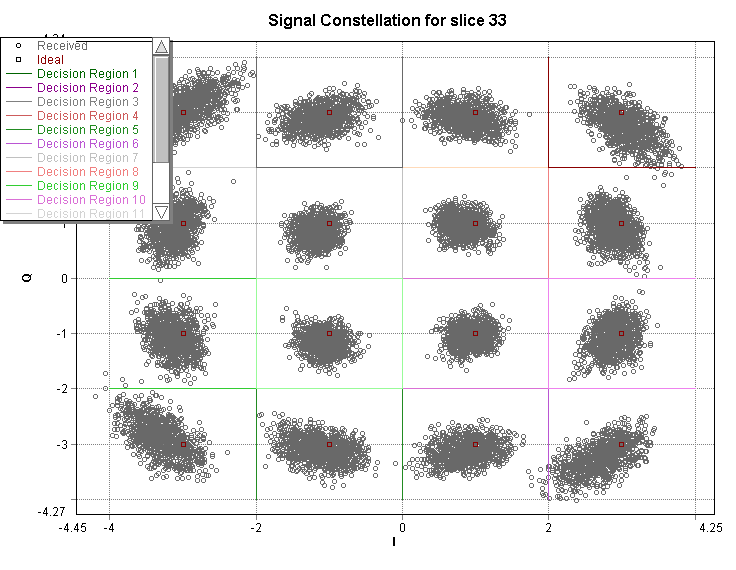 Signal Constellation for slice 33
Received
Ideal
Decision Region 1
Decision Region 2
Decision Region 3
Decision Region 4
Decision Region 5
Decision Region 6
Decision Region 7
Decision Region 8
Decision Region 9
Decision Region 10
Decision Region 11
Q
0
-1
-2
-3
-4.27
-4.45 -4 -2 0 2 4.25
I